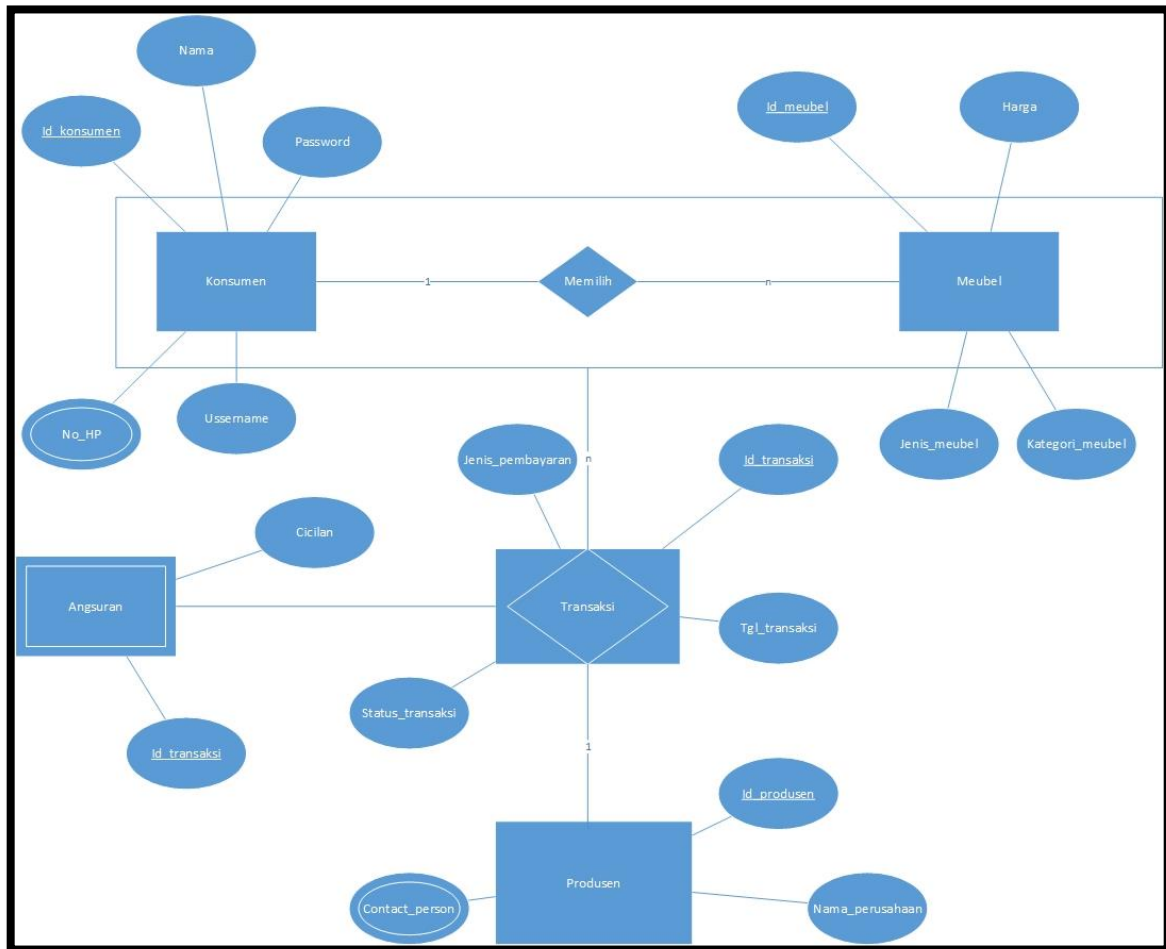 Nama
Id_konsumen
Password
Id_meubel
Harga
Konsumen
1
Memilih
n
Meubel
No_HP
Ussername
Jenis_meubel
Kategori_meubel
n
Jenis_pembayaran
Id_transaksi
Cicilan
Angsuran
Transaksi
Tgl_transaksi
Status_transaksi
Id_transaksi
1
Id_produsen
Produsen
Contact_person
Nama_perusahaan